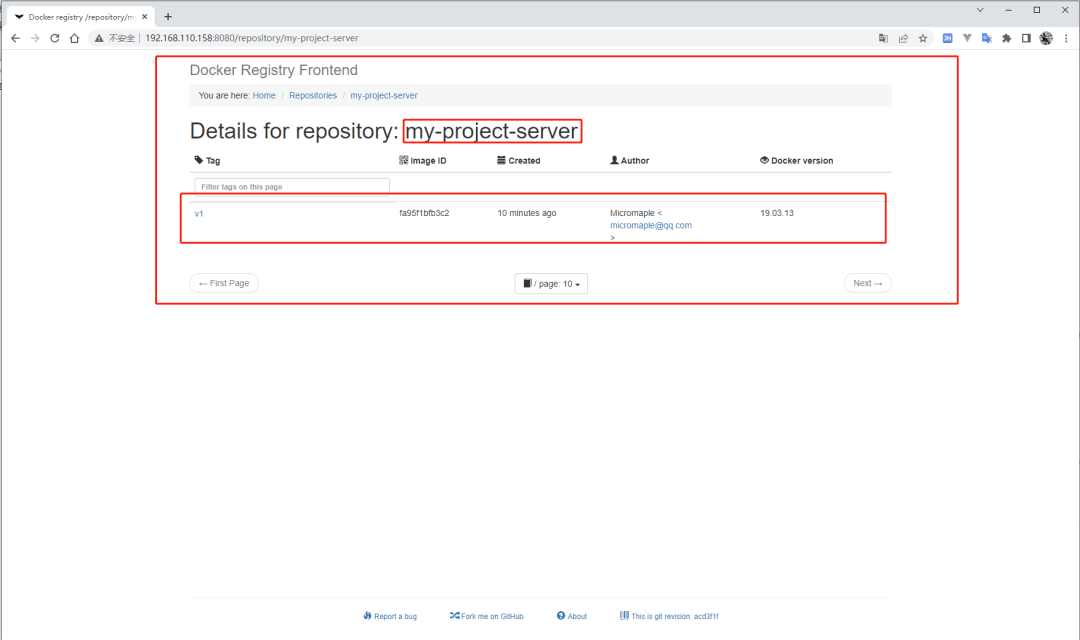 Docker registry /repository/my
不安全 192.168.110.158:8080/repository/my-project-server
Docker Registry Frontend
You are here: Home / Repositories / my-project-server
Details for repository: my-project-server
Tag Image ID Created Author Docker version
Filter tags on this page
v1 fa95f1bfb3c2 10 minutes ago Micromaple < 19.03.13
micromaple@qq.com
>
← First Page / page: 10 Next →
Report a bug Fork me on GitHub About This is git revision: acd3f1f